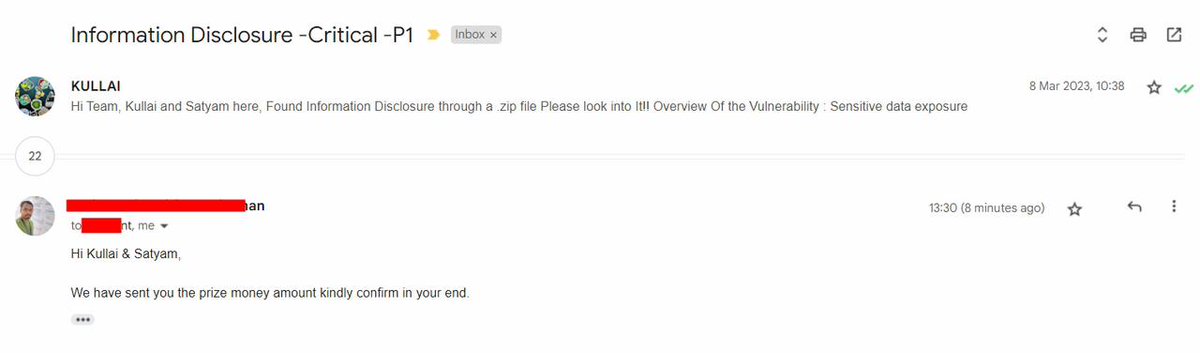 Information Disclosure -Critical -P1
Inbox ×
KULLAI
8 Mar 2023, 10:38
Hi Team, Kullai and Satyam here, Found Information Disclosure through a .zip file Please look into It!! Overview Of the Vulnerability : Sensitive data exposure
22
an
13:30 (8 minutes ago)
to nt, me
Hi Kullai & Satyam,
We have sent you the prize money amount kindly confirm in your end.